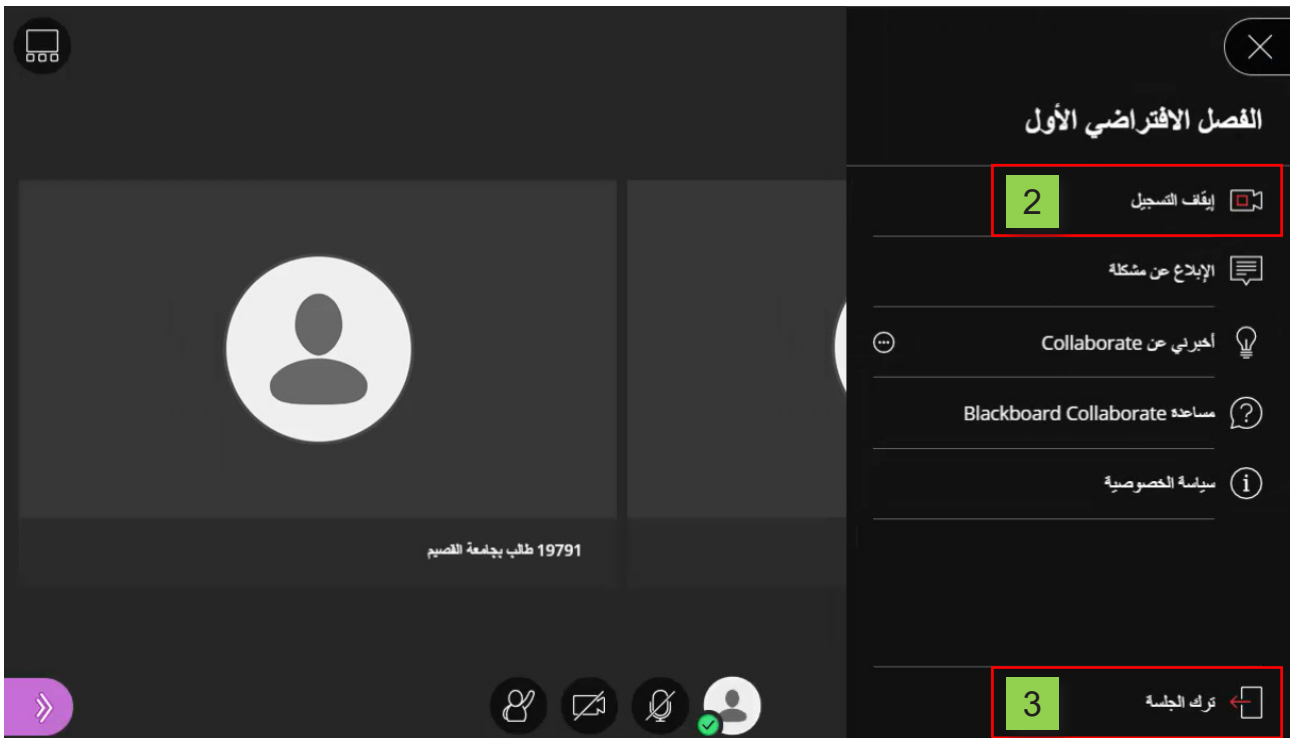 الفصل الافتراضي الأول
إيقاف التسجيل
2
الإبلاغ عن مشكلة
أخبرني عن Collaborate
مساعدة Blackboard Collaborate
سياسة الخصوصية
19791 طالب بجامعة القصيم
ترك الجلسة
3